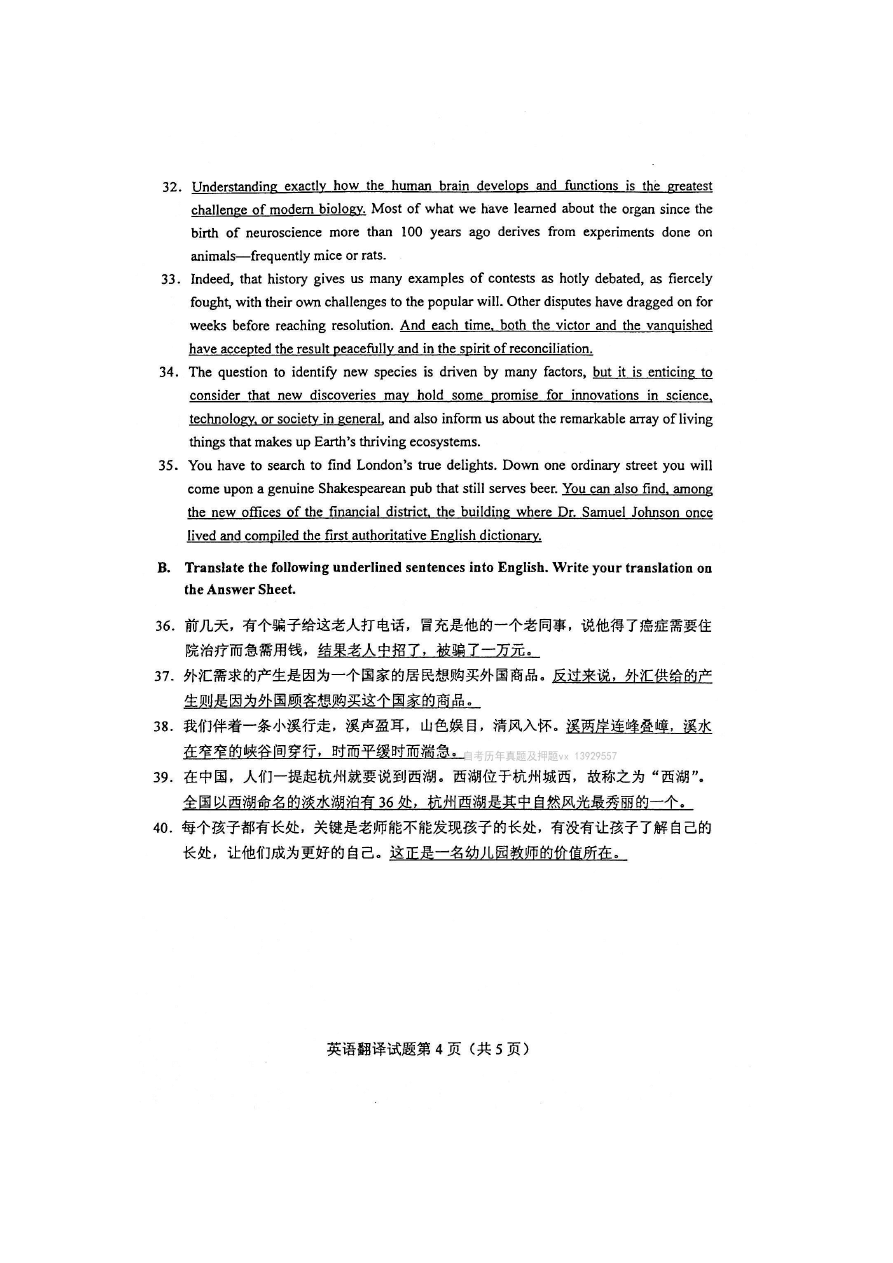 32. Understanding exactly how the human brain develops and functions is the greatest
challenge of modern biology. Most of what we have learned about the organ since the
birth of neuroscience more than 100 years ago derives from experiments done on
animals—frequently mice or rats.
33. Indeed, that history gives us many examples of contests as hotly debated, as fiercely
fought, with their own challenges to the popular will. Other disputes have dragged on for
weeks before reaching resolution. And each time, both the victor and the vanquished
have accepted the result peacefully and in the spirit of reconciliation.
34. The question to identify new species is driven by many factors, but it is enticing to
consider that new discoveries may hold some promise for innovations in science,
technology, or society in general, and also inform us about the remarkable array of living
things that makes up Earth's thriving ecosystems.
35. You have to search to find London's true delights. Down one ordinary street you will
come upon a genuine Shakespearean pub that still serves beer. You can also find, among
the new offices of the financial district, the building where Dr. Samuel Johnson once
lived and compiled the first authoritative English dictionary.
B. Translate the following underlined sentences into English. Write your translation on
the Answer Sheet.
36. 前几天，有个骗子给这老人打电话，冒充是他的一个老同事，说他得了癌症需要住
院治疗而急需用钱，结果老人中招了，被骗了一万元。
37. 外汇需求的产生是因为一个国家的居民想购买外国商品。反过来说，外汇供给的产
生则是因为外国顾客想购买这个国家的商品。
38. 我们伴着一条小溪行走，溪声盈耳，山色娱目，清风入怀。溪两岸连峰叠嶂，溪水
在窄窄的峡谷间穿行，时而平缓时而湍急。自考历年真题及押题vx 13929557
39. 在中国，人们一提起杭州就要说到西湖。西湖位于杭州城西，故称之为“西湖”。
全国以西湖命名的淡水湖泊有 36 处，杭州西湖是其中自然风光最秀丽的一个。
40. 每个孩子都有长处，关键是老师能不能发现孩子的长处，有没有让孩子了解自己的
长处，让他们成为更好的自己。这正是一名幼儿园教师的价值所在。
英语翻译试题第 4 页（共 5 页）